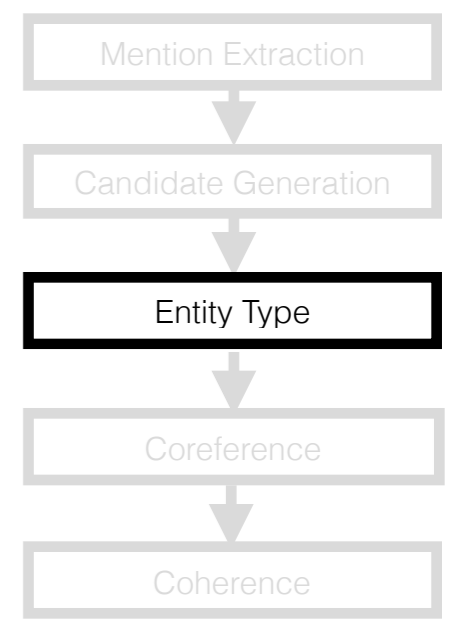 Mention Extraction
Candidate Generation
Entity Type
Coreference
Coherence